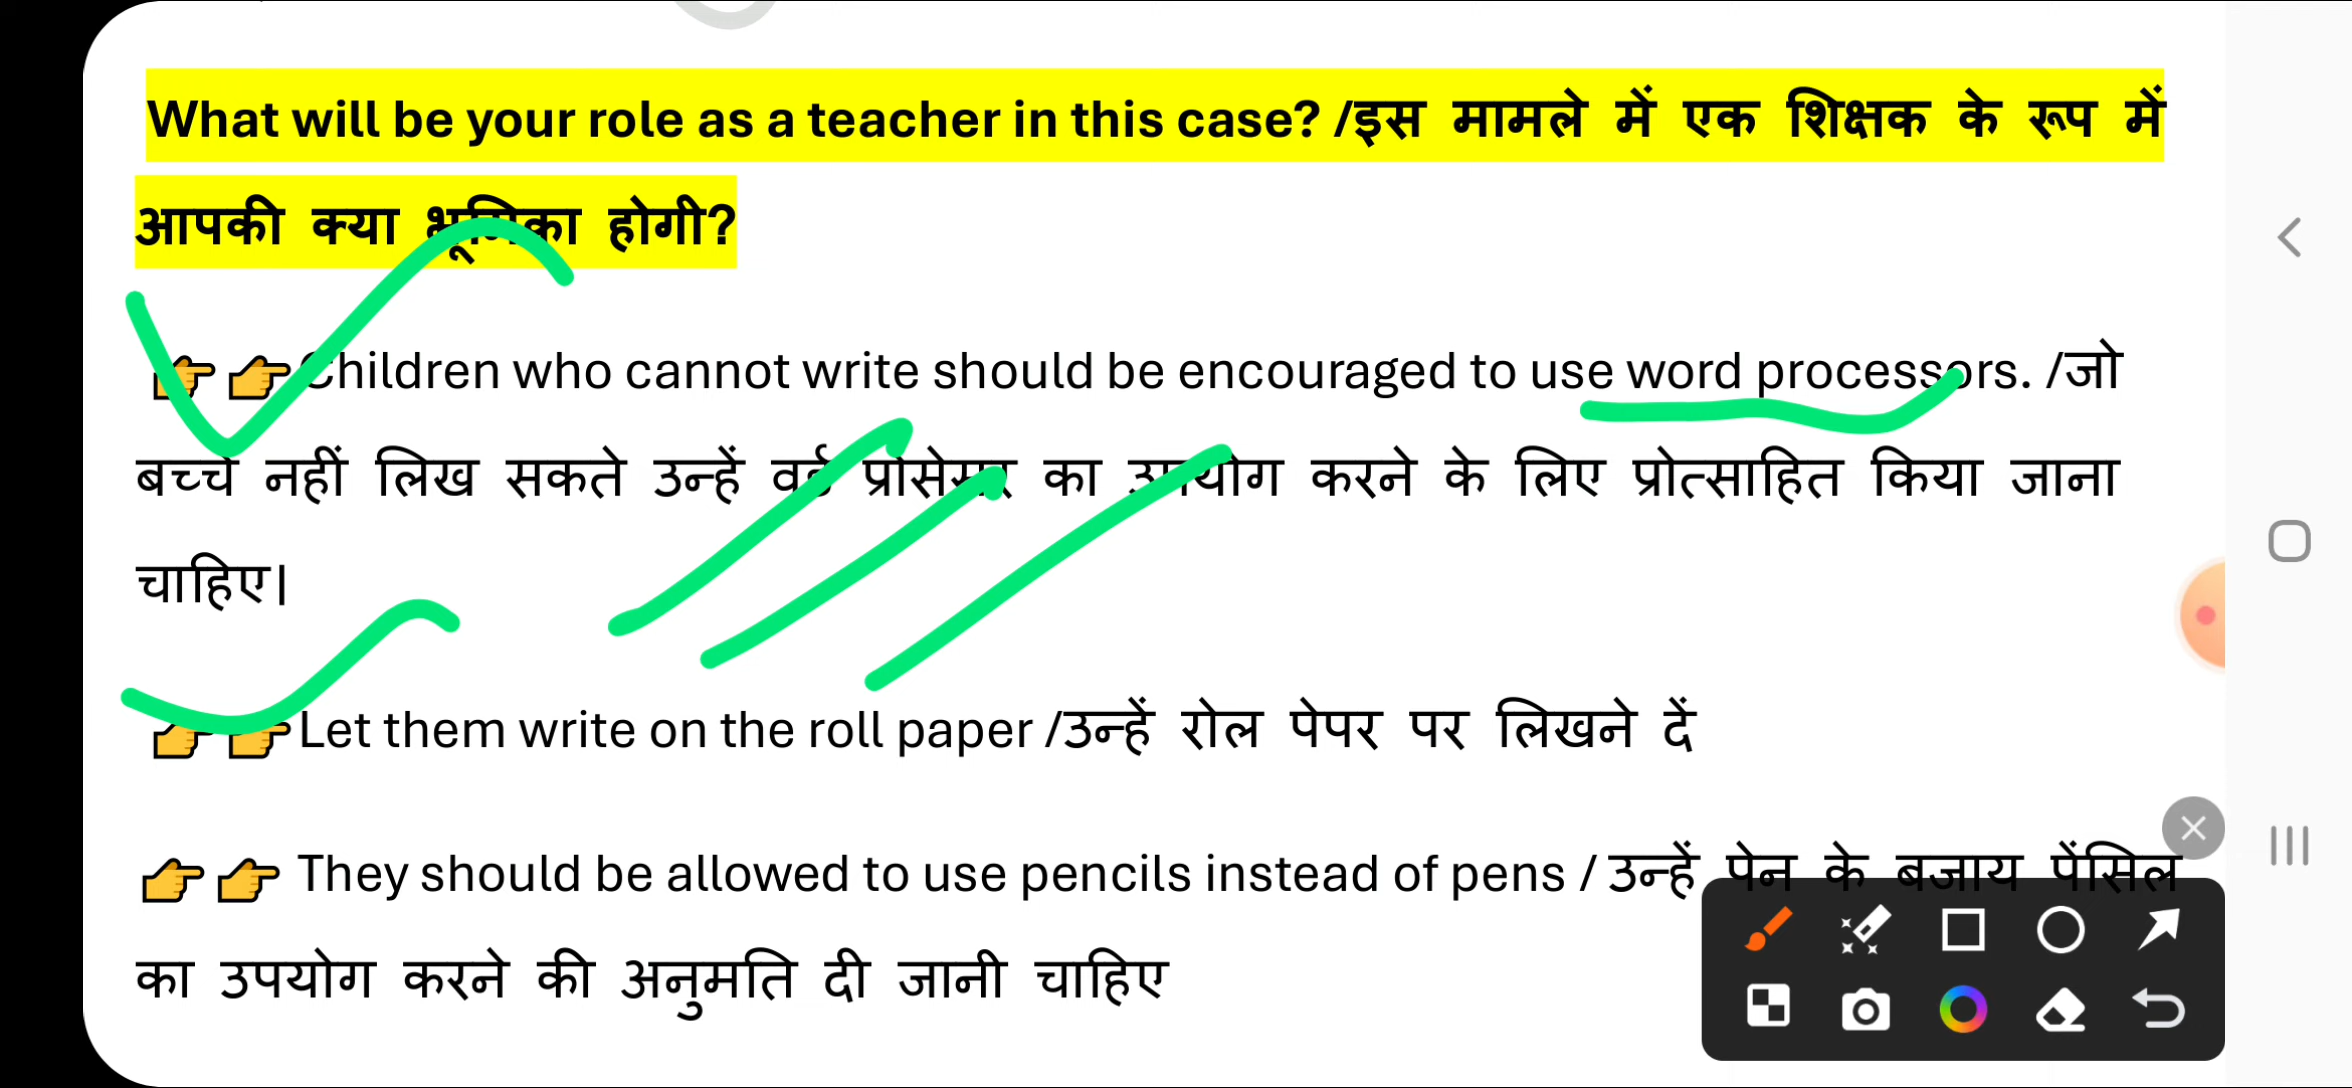 What will be your role as a teacher in this case? /इस मामले में एक शिक्षक के रूप में
आपकी क्या भूमिका होगी?
👉👉Children who cannot write should be encouraged to use word processors. /जो
बच्चे नहीं लिख सकते उन्हें वर्ड प्रोसेसर का उपयोग करने के लिए प्रोत्साहित किया जाना
चाहिए।
👉👉Let them write on the roll paper /उन्हें रोल पेपर पर लिखने दें
👉👉 They should be allowed to use pencils instead of pens / उन्हें पेन के बजाय पेंसिल
का उपयोग करने की अनुमति दी जानी चाहिए